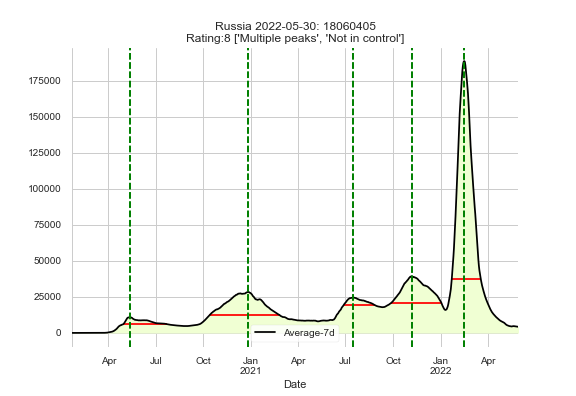 Russia 2022-05-30: 18060405
Rating:8 ['Multiple peaks', 'Not in control']
175000
150000
125000
100000
75000
50000
25000
0
Average-7d
Apr Jul Oct Jan Apr Jul Oct Jan Apr
2021 2022
Date